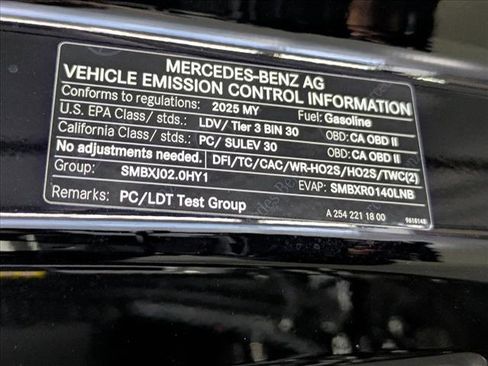 MERCEDES-BENZ AG
VEHICLE EMISSION CONTROL INFORMATION
Conforms to regulations: 2025 MY Fuel: Gasoline
U.S. EPA Class/ stds.: LDV/ Tier 3 BIN 30 OBD: CA OBD II
California Class/ stds.: PC/ SULEV 30 OBD: CA OBD II
No adjustments needed. DFI/TC/CAC/WR-HO2S/HO2S/TWC(2)
Group: SMBXJ02.0HY1 EVAP: SMBXR0140LNB
Remarks: PC/LDT Test Group
A 254 221 18 00